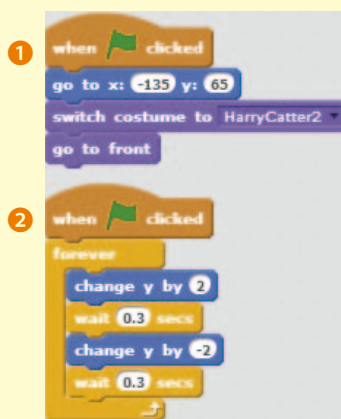 1
when clicked
go to x: -135 y: 65
switch costume to HarryCatter2
go to front
2
when clicked
forever
change y by 2
wait 0.3 secs
change y by -2
wait 0.3 secs